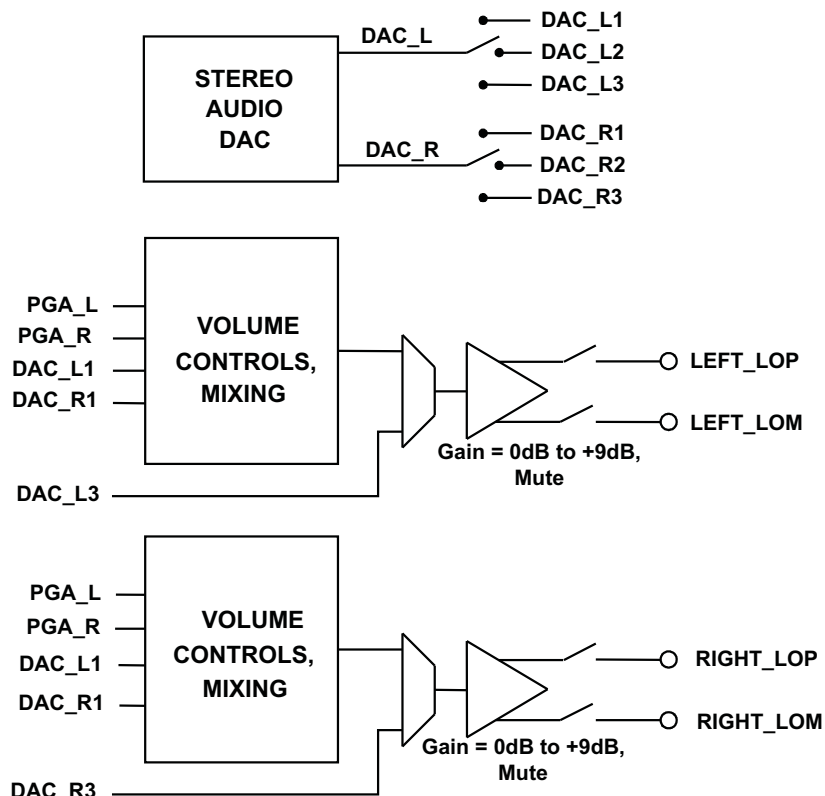 STEREO
AUDIO
DAC
DAC_L
DAC_L1
DAC_L2
DAC_L3
DAC_R
DAC_R1
DAC_R2
DAC_R3
PGA_L
PGA_R
DAC_L1
DAC_R1
VOLUME
CONTROLS,
MIXING
DAC_L3
LEFT_LOP
LEFT_LOM
Gain = 0dB to +9dB,
Mute
PGA_L
PGA_R
DAC_L1
DAC_R1
VOLUME
CONTROLS,
MIXING
DAC_R3
RIGHT_LOP
RIGHT_LOM
Gain = 0dB to +9dB,
Mute